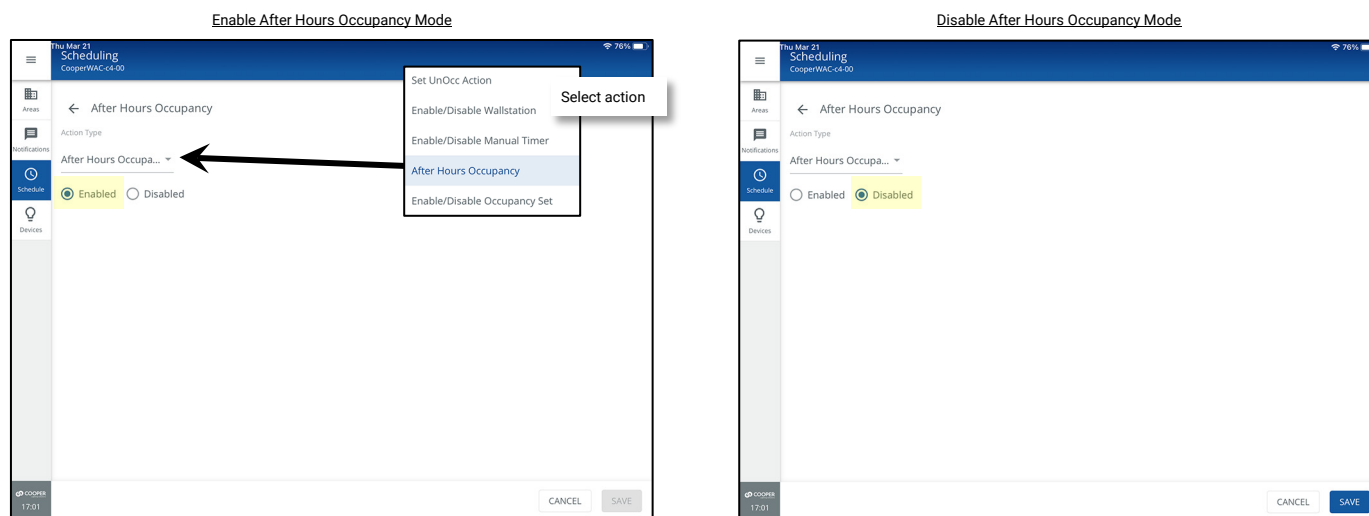 Enable After Hours Occupancy Mode
Thu Mar 21
76%
Scheduling
CooperWAC-c4-00
Areas
Notifications
Schedule
Devices
COOPER
17:01
After Hours Occupancy
Action Type
After Hours Occupa...
Enabled Disabled
Set UnOcc Action
Enable/Disable Wallstation
Enable/Disable Manual Timer
After Hours Occupancy
Enable/Disable Occupancy Set
Select action
CANCEL SAVE
Disable After Hours Occupancy Mode
Thu Mar 21
76%
Scheduling
CooperWAC-c4-00
Areas
Notifications
Schedule
Devices
COOPER
17:01
After Hours Occupancy
Action Type
After Hours Occupa...
Enabled Disabled
CANCEL SAVE